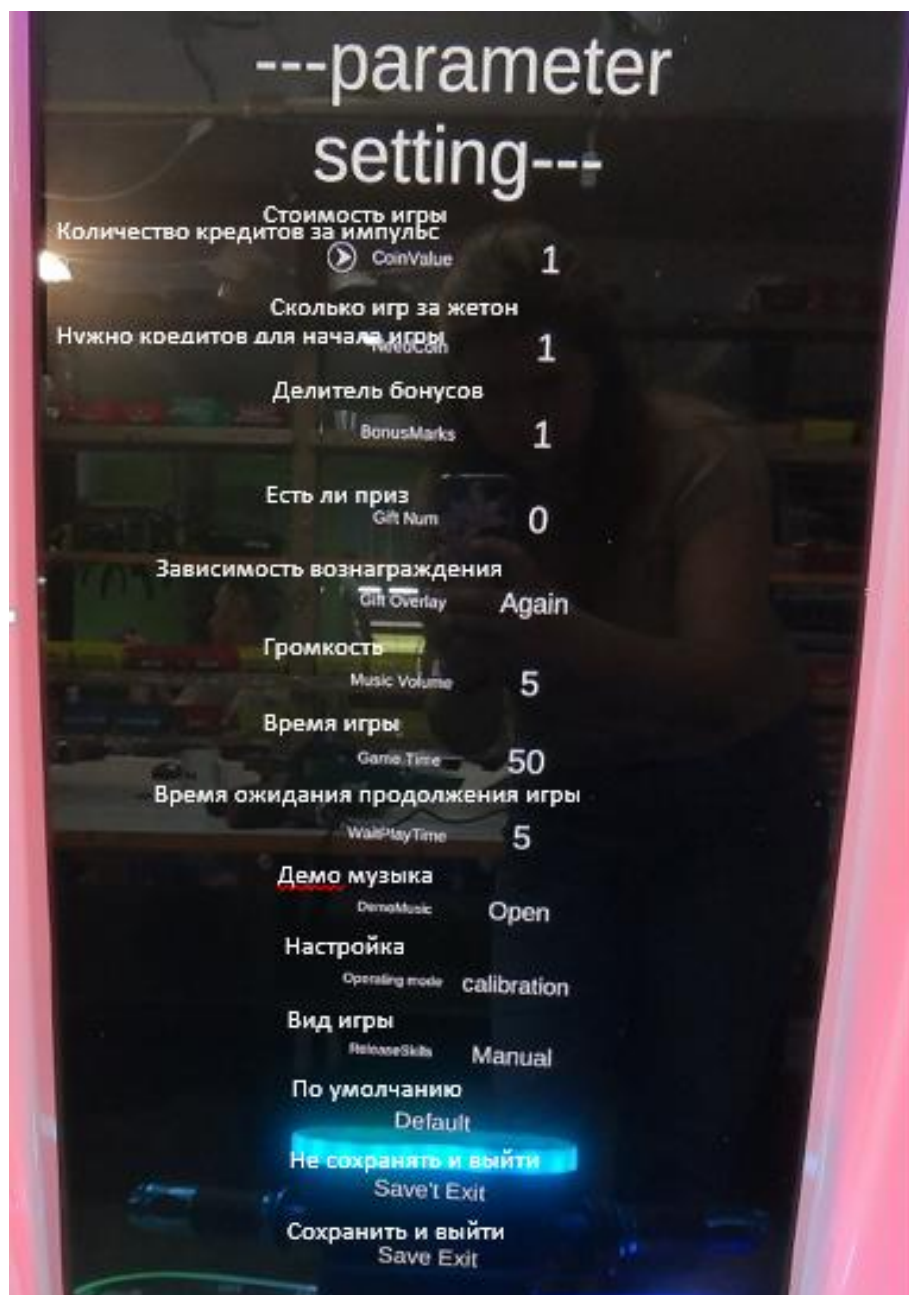 ---parameter
setting---
Стоимость игры
Количество кредитов за импульс
CoinValue 1
Сколько игр за жетон
Нужно кредитов для начала игры
NeedCoin 1
Делитель бонусов
BonusMarks 1
Есть ли приз
Gift Num 0
Зависимость вознаграждения
Gift Overlay Again
Громкость
Music Volume 5
Время игры
Game Time 50
Время ожидания продолжения игры
WaitPlayTime 5
Демо музыка
DemoMusic Open
Настройка
Operating mode calibration
Вид игры
ReleaseSkills Manual
По умолчанию
Default
Не сохранять и выйти
Save't Exit
Сохранить и выйти
Save Exit